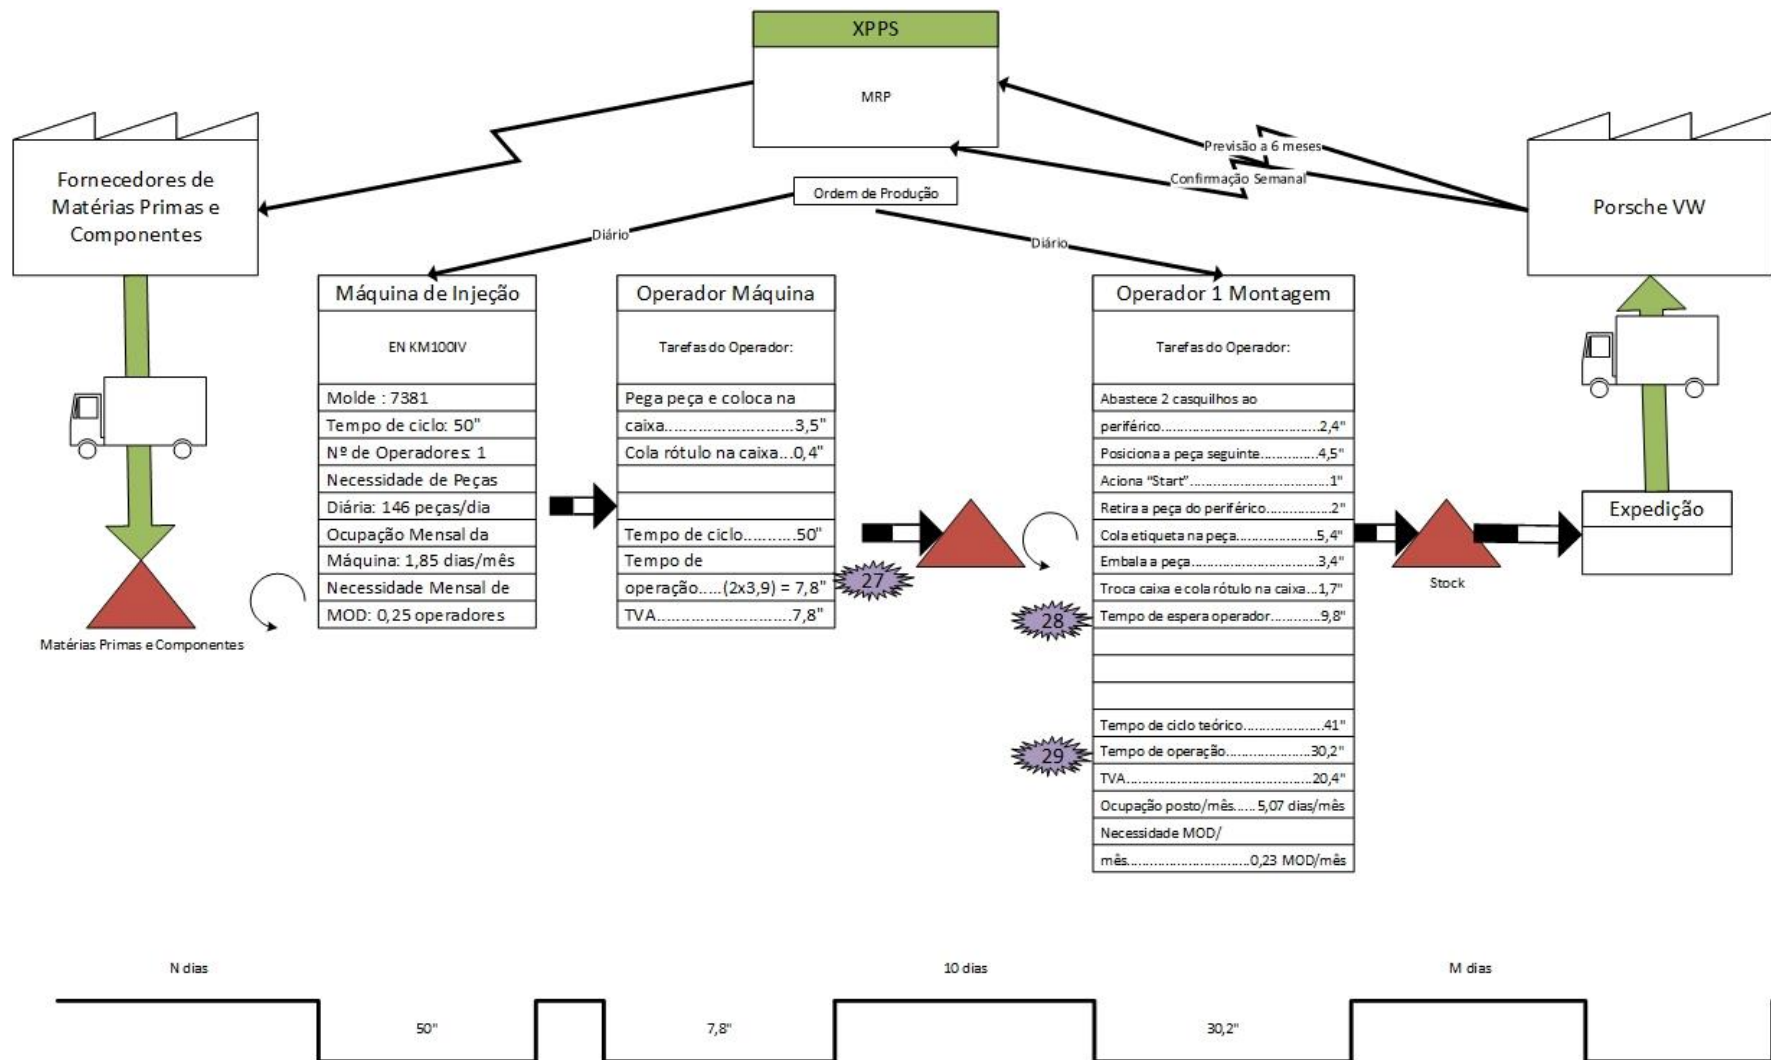 XPPS
MRP
Previsão a 6 meses
Confirmação Semanal
Ordem de Produção
Diário
Diário
Fornecedores de
Matérias Primas e
Componentes
Porsche VW
Máquina de Injeção
EN KM100IV
Molde : 7381
Tempo de ciclo: 50"
Nº de Operadores: 1
Necessidade de Peças
Diária: 146 peças/dia
Ocupação Mensal da
Máquina: 1,85 dias/mês
Necessidade Mensal de
MOD: 0,25 operadores
Matérias Primas e Componentes
Operador Máquina
Tarefas do Operador:
Pega peça e coloca na
caixa..........................3,5"
Cola rótulo na caixa...0,4"
Tempo de ciclo..........50"
Tempo de
operação.....(2x3,9) = 7,8"
TVA..........................7,8"
27
Operador 1 Montagem
Tarefas do Operador:
Abastece 2 casquilhos ao
periférico.......................................2,4"
Posiciona a peça seguinte..............4,5"
Aciona “Start”...................................1"
Retira a peça do periférico................2"
Cola etiqueta na peça.....................5,4"
Embala a peça................................3,4"
Troca caixa e cola rótulo na caixa...1,7"
Tempo de espera operador............9,8"
28
Tempo de ciclo teórico....................41"
Tempo de operação.....................30,2"
TVA..............................................20,4"
Ocupação posto/mês......5,07 dias/mês
Necessidade MOD/
mês..............................0,23 MOD/mês
29
Stock
Expedição
N dias
10 dias
M dias
50"
7,8"
30,2"